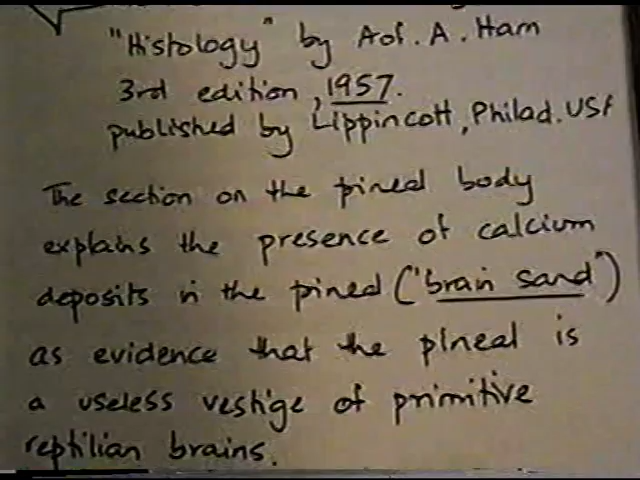 "Histology" by Prof. A. Ham
3rd edition, 1957.
published by Lippincott, Philad. USA
The section on the pineal body
explains the presence of calcium
deposits in the pineal ("brain sand")
as evidence that the pineal is
a useless vestige of primitive
reptilian brains.